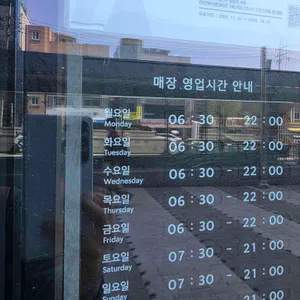 매장 영업시간 안내
월요일 06 : 30 - 22 : 00
Monday
화요일 06 : 30 - 22 : 00
Tuesday
수요일 06 : 30 - 22 : 00
Wednesday
목요일 06 : 30 - 22 : 00
Thursday
금요일 06 : 30 - 22 : 00
Friday
토요일 07 : 30 - 21 : 00
Saturday
일요일 07 : 30 - 21 : 00
Sunday